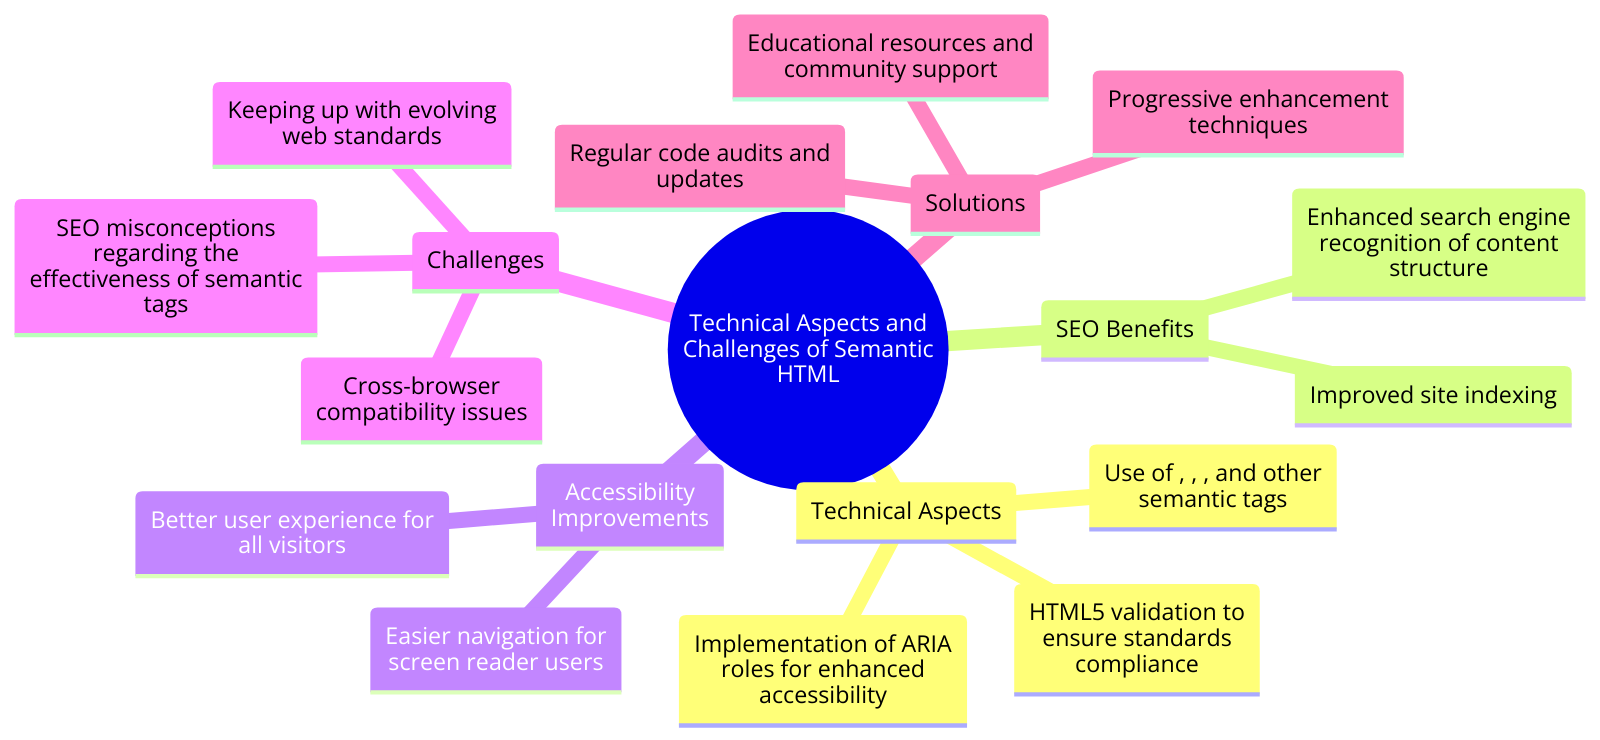 Technical Aspects and
Challenges of Semantic
HTML
Technical Aspects
Use of , , , and other
semantic tags
HTML5 validation to
ensure standards
compliance
Implementation of ARIA
roles for enhanced
accessibility
Accessibility
Improvements
Better user experience for
all visitors
Easier navigation for
screen reader users
Challenges
Keeping up with evolving
web standards
SEO misconceptions
regarding the
effectiveness of semantic
tags
Cross-browser
compatibility issues
Solutions
Educational resources and
community support
Regular code audits and
updates
Progressive enhancement
techniques
SEO Benefits
Enhanced search engine
recognition of content
structure
Improved site indexing